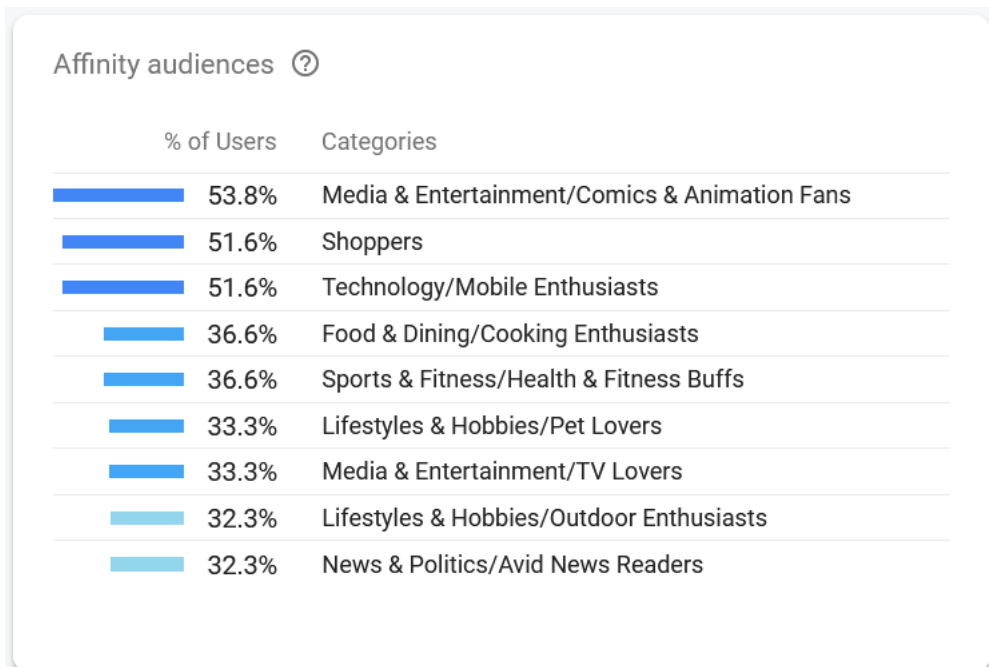 Affinity audiences ?
% of Users Categories
53.8% Media & Entertainment/Comics & Animation Fans
51.6% Shoppers
51.6% Technology/Mobile Enthusiasts
36.6% Food & Dining/Cooking Enthusiasts
36.6% Sports & Fitness/Health & Fitness Buffs
33.3% Lifestyles & Hobbies/Pet Lovers
33.3% Media & Entertainment/TV Lovers
32.3% Lifestyles & Hobbies/Outdoor Enthusiasts
32.3% News & Politics/Avid News Readers